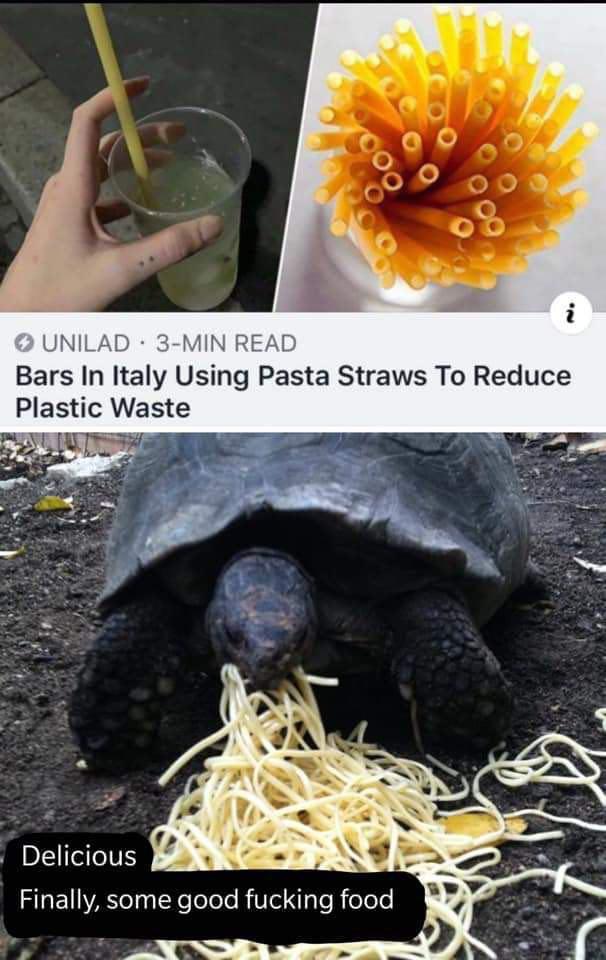 UNILAD · 3-MIN READ
Bars In Italy Using Pasta Straws To Reduce
Plastic Waste
Delicious
Finally, some good fucking food